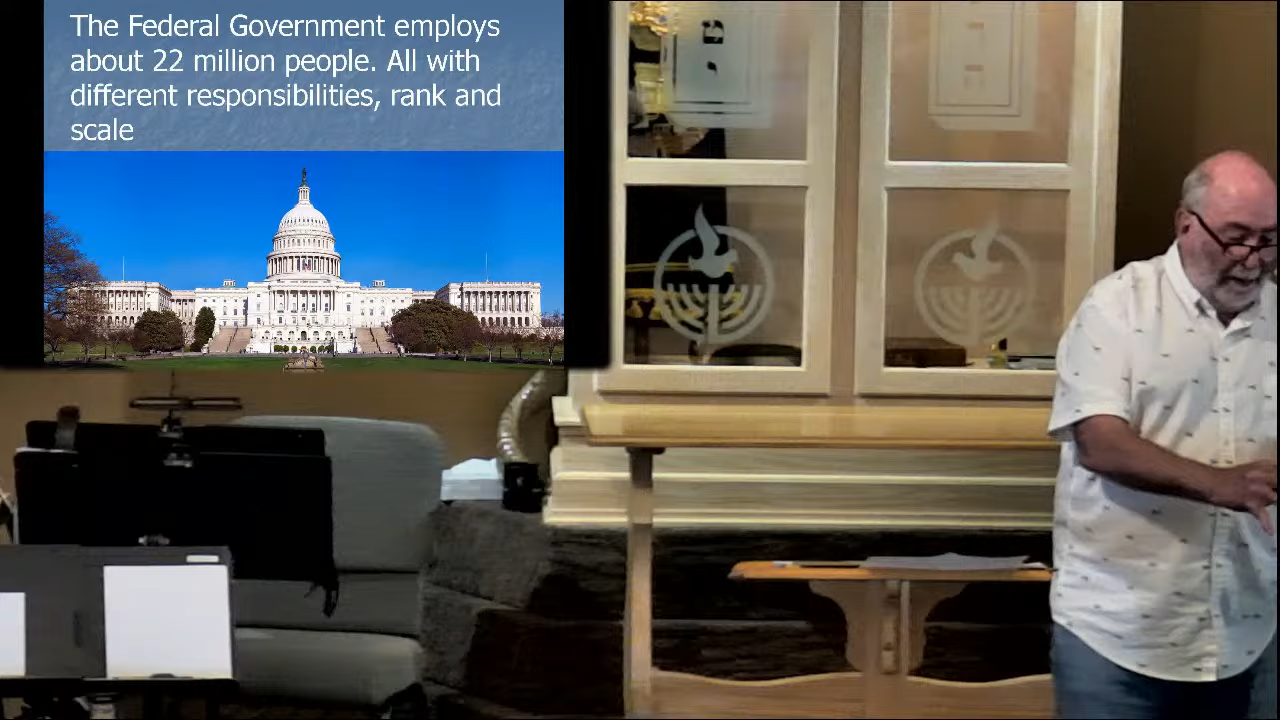 The Federal Government employs
about 22 million people. All with
different responsibilities, rank and
scale